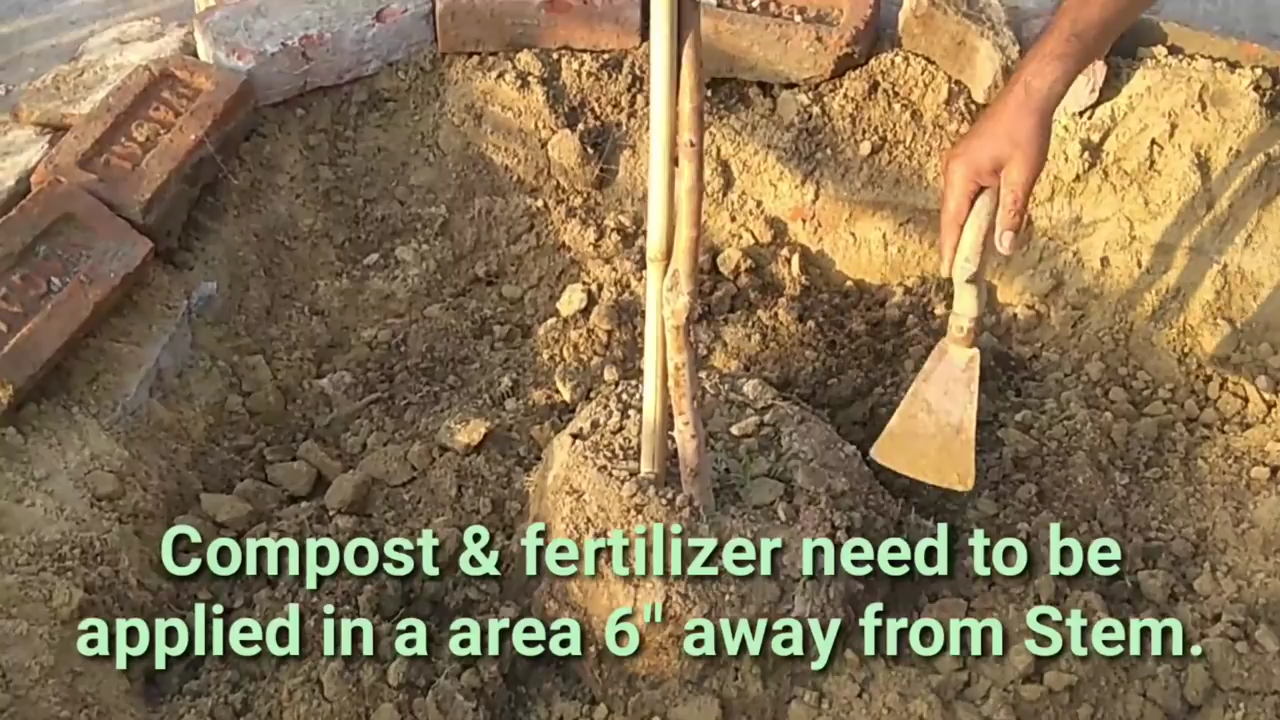 Compost & fertilizer need to be
applied in a area 6" away from Stem.